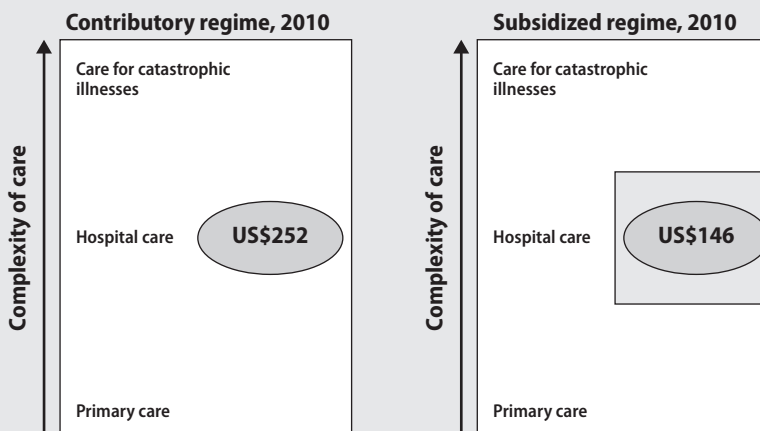 Contributory regime, 2010
Complexity of care
Care for catastrophic
illnesses
Hospital care
US$252
Primary care
Subsidized regime, 2010
Complexity of care
Care for catastrophic
illnesses
Hospital care
US$146
Primary care